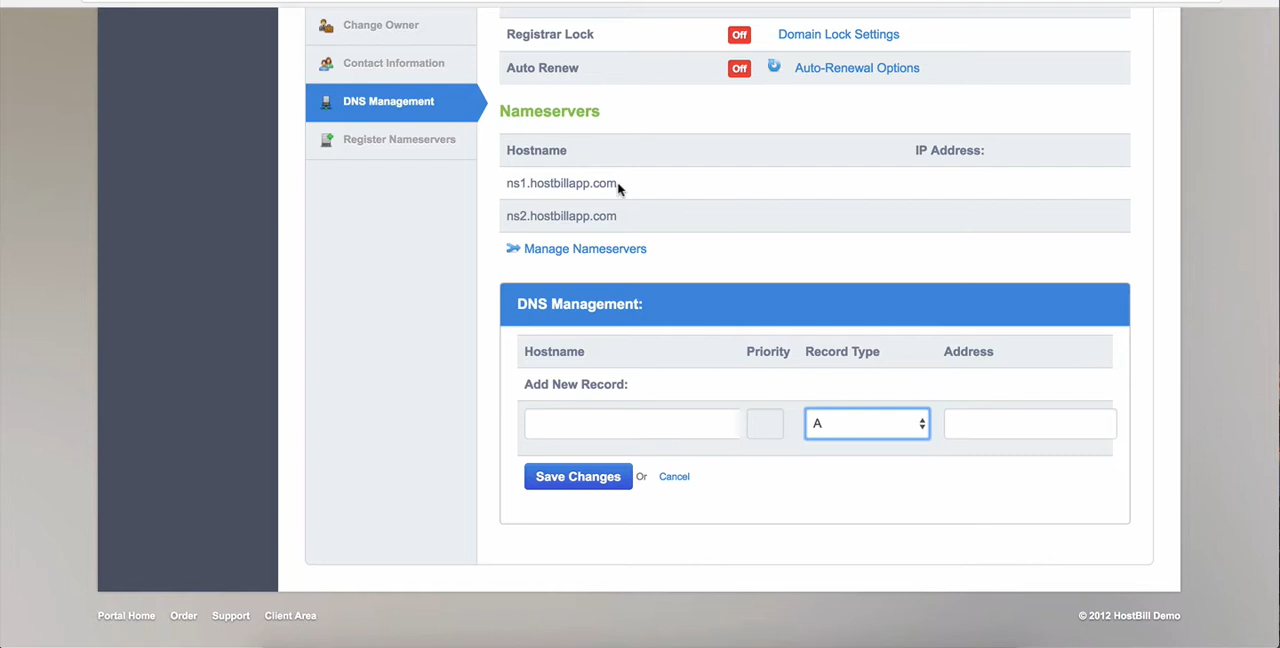 Change Owner
Registrar Lock Off Domain Lock Settings
Contact Information
Auto Renew Off Auto-Renewal Options
DNS Management
Nameservers
Register Nameservers
Hostname IP Address:
ns1.hostbillapp.com
ns2.hostbillapp.com
Manage Nameservers
DNS Management:
Hostname Priority Record Type Address
Add New Record:
A
Save Changes Or Cancel
Portal Home Order Support Client Area © 2012 HostBill Demo